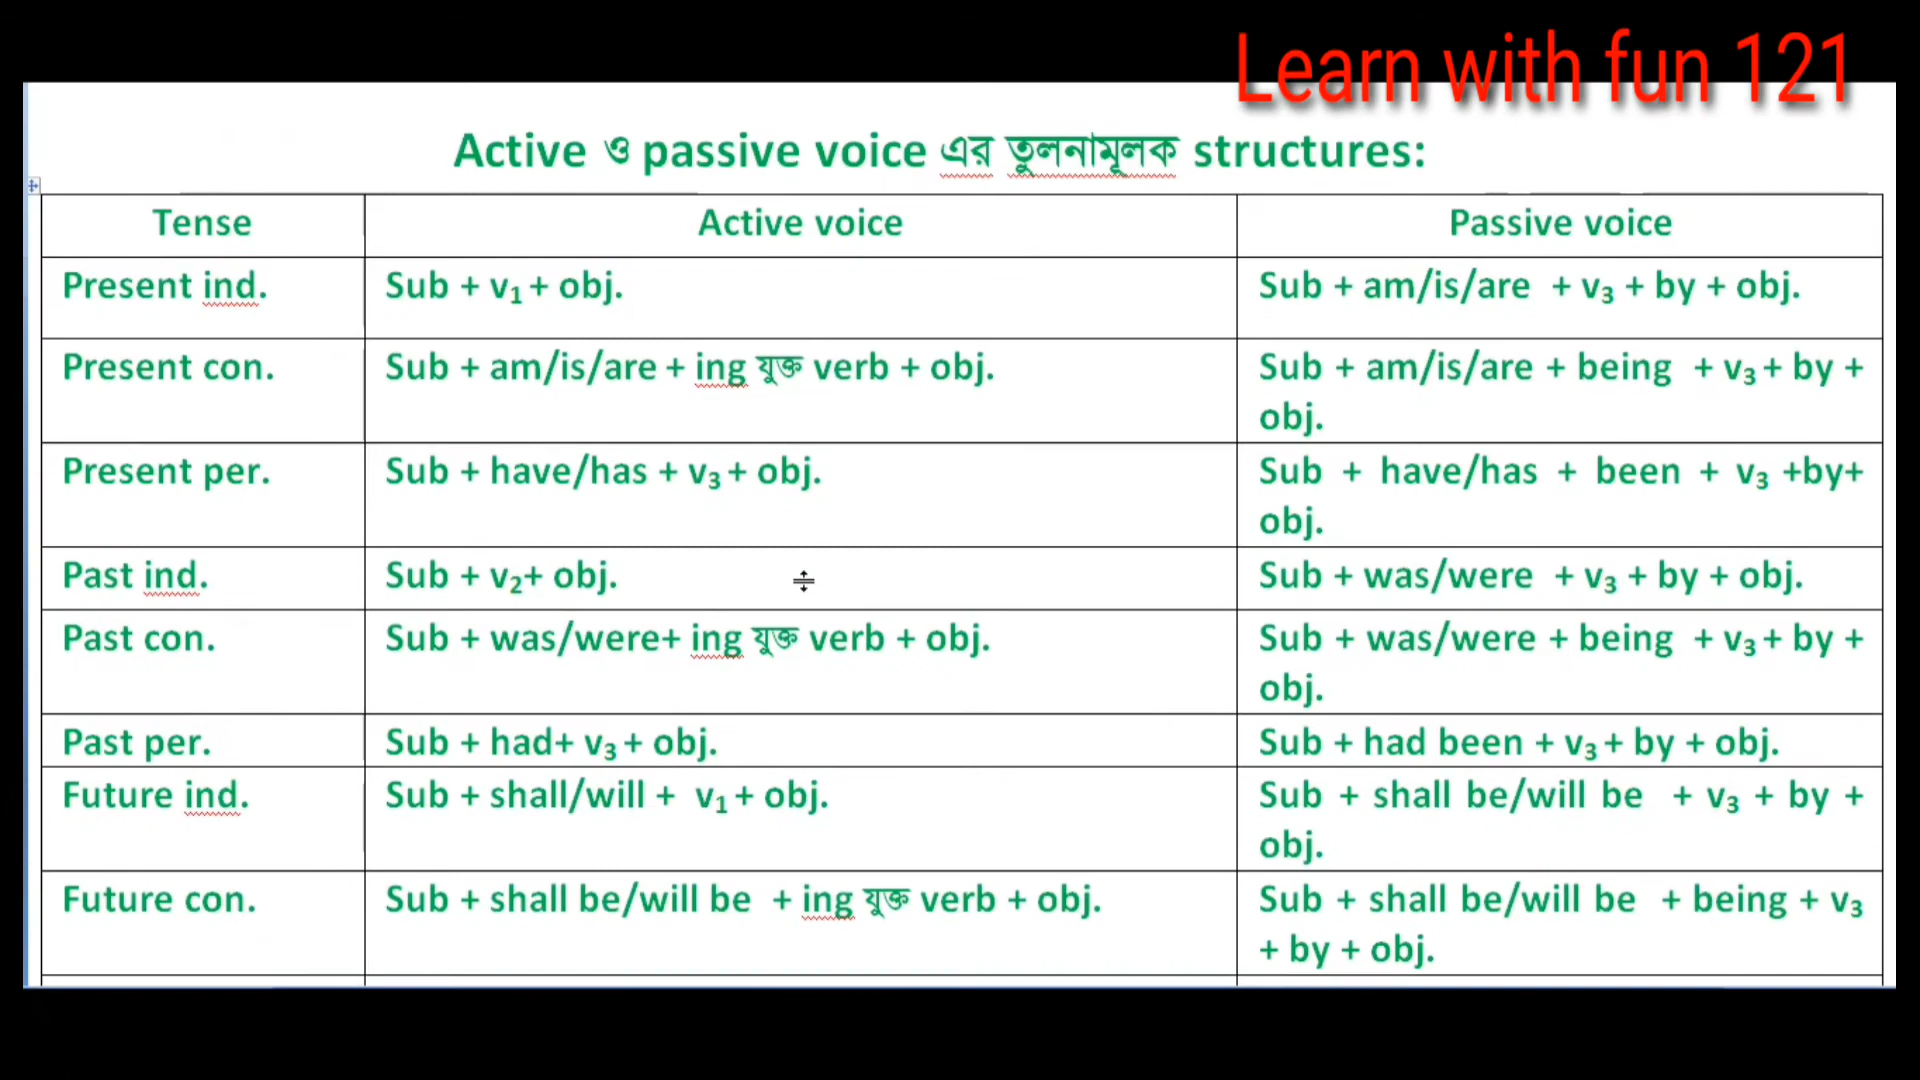 Learn with fun 121
Active ও passive voice এর তুলনামূলক structures:
Tense Active voice Passive voice
Present ind. Sub + v₁ + obj. Sub + am/is/are + v₃ + by + obj.
Present con. Sub + am/is/are + ing যুক্ত verb + obj. Sub + am/is/are + being + v₃ + by +
obj.
Present per. Sub + have/has + v₃ + obj. Sub + have/has + been + v₃ +by+
obj.
Past ind. Sub + v₂+ obj. Sub + was/were + v₃ + by + obj.
Past con. Sub + was/were+ ing যুক্ত verb + obj. Sub + was/were + being + v₃ + by +
obj.
Past per. Sub + had+ v₃ + obj. Sub + had been + v₃ + by + obj.
Future ind. Sub + shall/will + v₁ + obj. Sub + shall be/will be + v₃ + by +
obj.
Future con. Sub + shall be/will be + ing যুক্ত verb + obj. Sub + shall be/will be + being + v₃
+ by + obj.